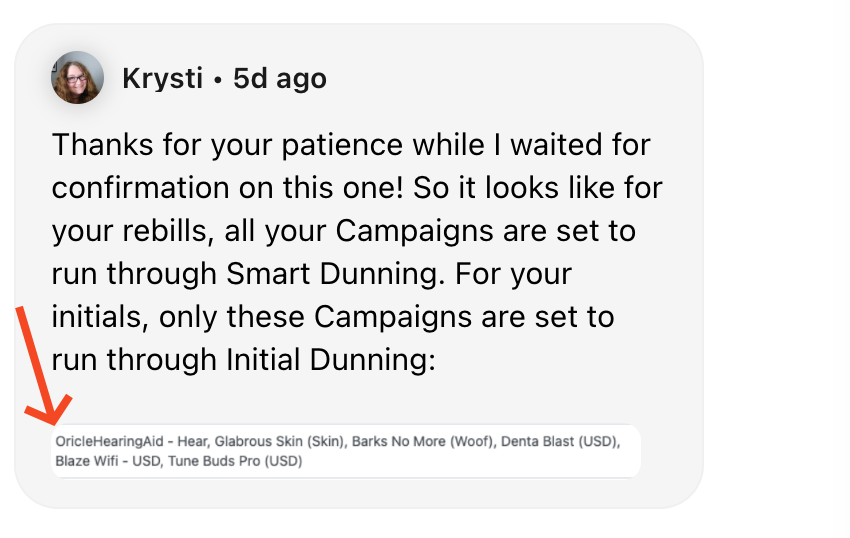 Krysti • 5d ago
Thanks for your patience while I waited for
confirmation on this one! So it looks like for
your rebills, all your Campaigns are set to
run through Smart Dunning. For your
initials, only these Campaigns are set to
run through Initial Dunning:
OricleHearingAid - Hear, Glabrous Skin (Skin), Barks No More (Woof), Denta Blast (USD),
Blaze Wifi - USD, Tune Buds Pro (USD)